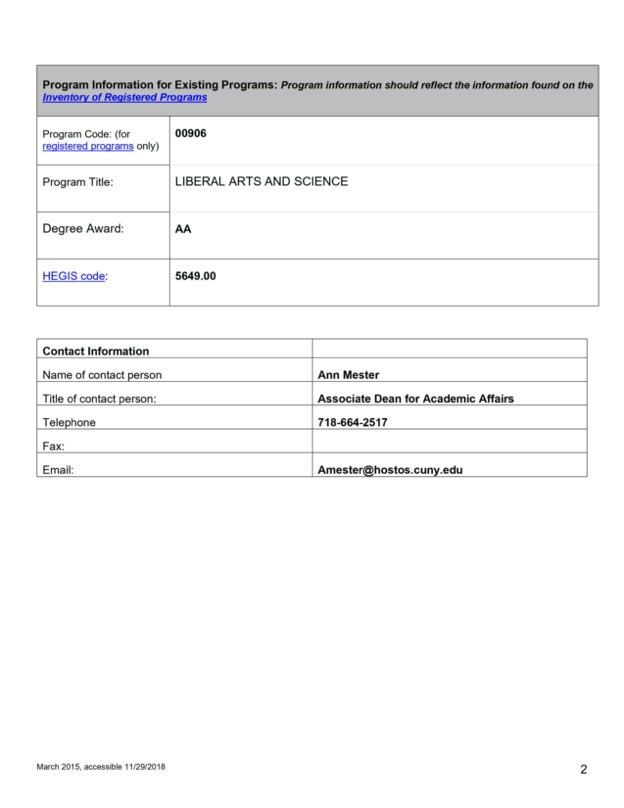 Program Information for Existing Programs: Program information should reflect the information found on the
Inventory of Registered Programs
Program Code: (for
registered programs only)
00906
Program Title:
LIBERAL ARTS AND SCIENCE
Degree Award:
AA
HEGIS code:
5649.00
Contact Information
Name of contact person
Ann Mester
Title of contact person:
Associate Dean for Academic Affairs
Telephone
718-664-2517
Fax:
Email:
Amester@hostos.cuny.edu
March 2015, accessible 11/29/2018
2